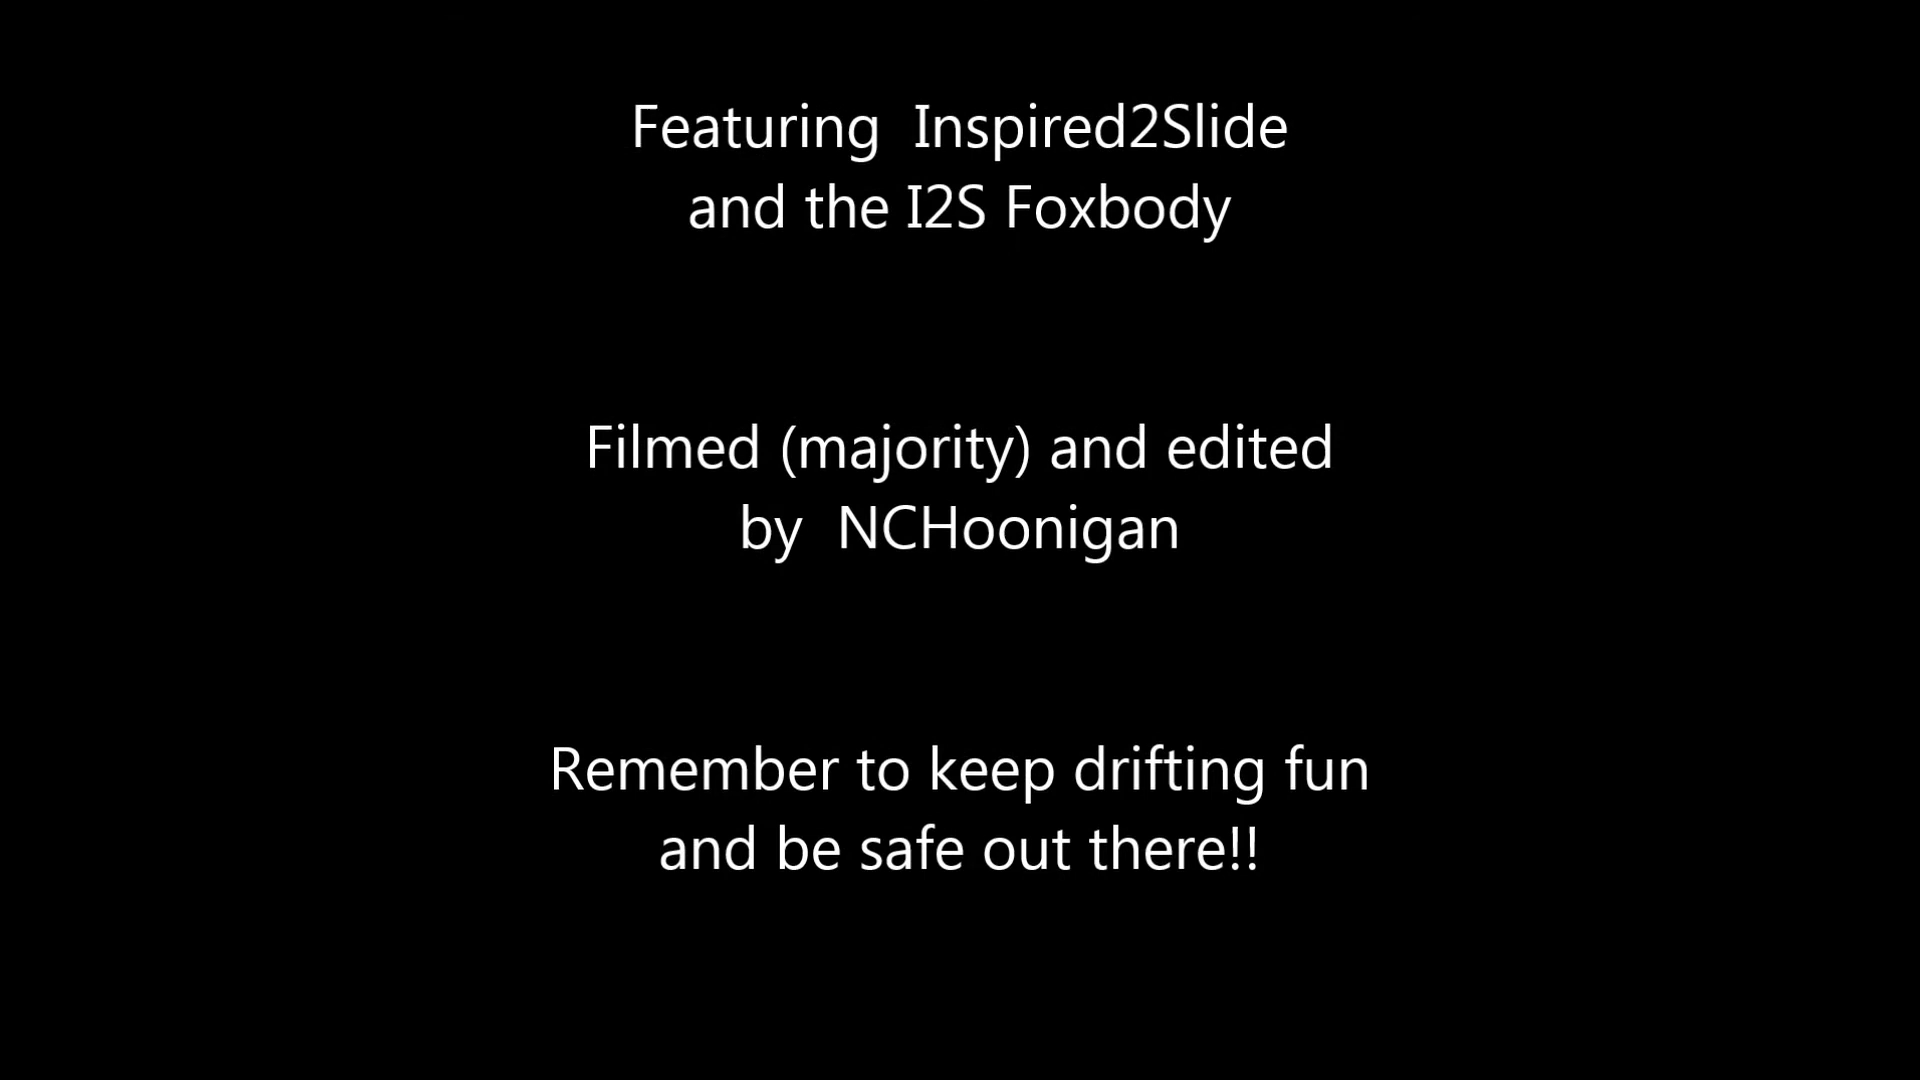 Featuring  Inspired2Slide
and the I2S Foxbody
Filmed (majority) and edited
by  NCHoonigan
Remember to keep drifting fun
and be safe out there!!